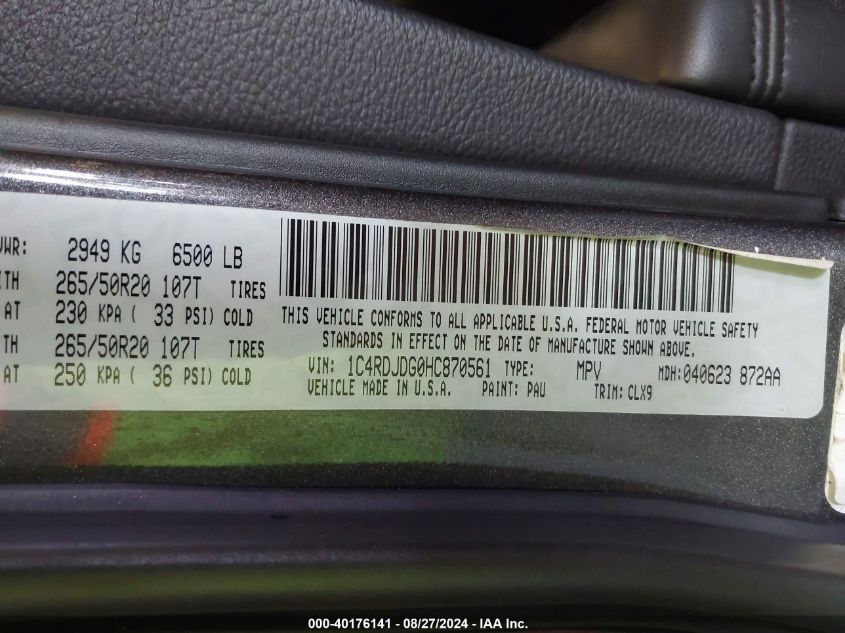 VWR: 2949 KG 6500 LB
ITH 265/50R20 107T TIRES
AT 230 KPA ( 33 PSI) COLD
TH 265/50R20 107T TIRES
AT 250 KPA ( 36 PSI) COLD
THIS VEHICLE CONFORMS TO ALL APPLICABLE U.S.A. FEDERAL MOTOR VEHICLE SAFETY
STANDARDS IN EFFECT ON THE DATE OF MANUFACTURE SHOWN ABOVE.
VIN: 1C4RDJDG0HC870561 TYPE: MPV MDH: 040623 872AA
VEHICLE MADE IN U.S.A. PAINT: PAU TRIM: CLX9
000-40176141 - 08/27/2024 - IAA Inc.